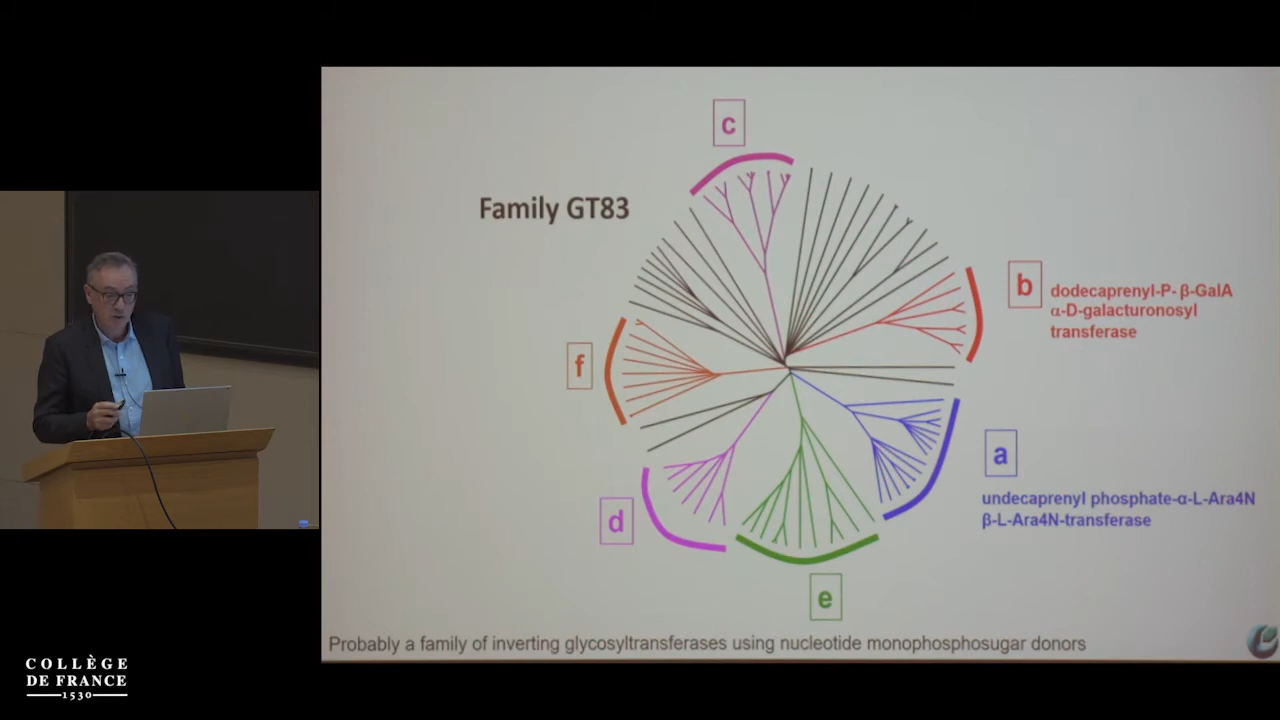 c
Family GT83
b
dodecaprenyl-P- β-GalA
α-D-galacturonosyl
transferase
f
a
undecaprenyl phosphate-α-L-Ara4N
β-L-Ara4N-transferase
d
e
Probably a family of inverting glycosyltransferases using nucleotide monophosphosugar donors
COLLÈGE
DE FRANCE
1530